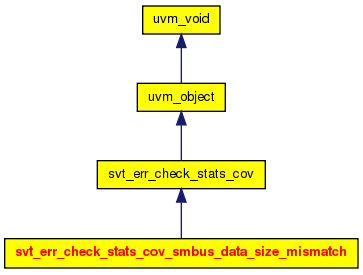 uvm_void
uvm_object
svt_err_check_stats_cov
svt_err_check_stats_cov_smbus_data_size_mismatch